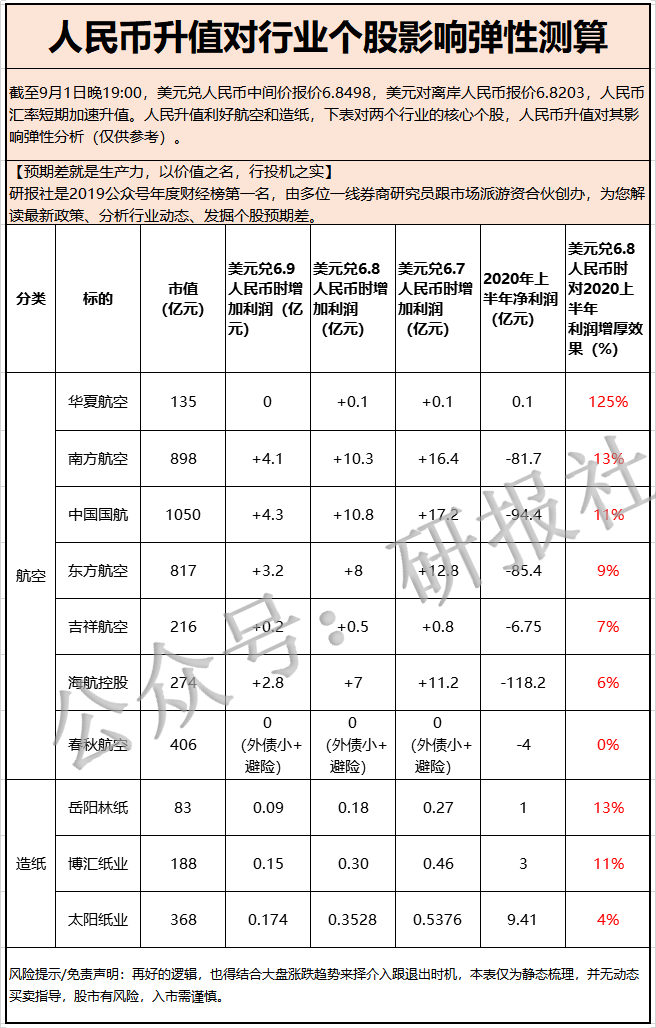 人民币升值对行业个股影响弹性测算
截至9月1日晚19:00，美元兑人民币中间价报价6.8498，美元对离岸人民币报价6.8203，人民币
汇率短期加速升值。人民升值利好航空和造纸，下表对两个行业的核心个股，人民币升值对其影
响弹性分析（仅供参考）。
【预期差就是生产力，以价值之名，行投机之实】
研报社是2019公众号年度财经榜第一名，由多位一线券商研究员跟市场派游资合伙创办，为您解
读最新政策、分析行业动态、发掘个股预期差。
分类 标的 市值（亿元） 美元兑6.9人民币时增加利润（亿元） 美元兑6.8人民币时增加利润（亿元） 美元兑6.7人民币时增加利润（亿元） 2020年上半年净利润（亿元） 美元兑6.8人民币时对2020上半年利润增厚效果（%）
航空
华夏航空 135 0 +0.1 +0.1 0.1 125%
南方航空 898 +4.1 +10.3 +16.4 -81.7 13%
中国国航 1050 +4.3 +10.8 +17.2 -94.4 11%
东方航空 817 +3.2 +8 +12.8 -85.4 9%
吉祥航空 216 +0.2 +0.5 +0.8 -6.75 7%
海航控股 274 +2.8 +7 +11.2 -118.2 6%
春秋航空 406 0（外债小+避险） 0（外债小+避险） 0（外债小+避险） -4 0%
造纸
岳阳林纸 83 0.09 0.18 0.27 1 13%
博汇纸业 188 0.15 0.30 0.46 3 11%
太阳纸业 368 0.174 0.3528 0.5376 9.41 4%
风险提示/免责声明：再好的逻辑，也得结合大盘涨跌趋势来择介入跟退出时机，本表仅为静态梳理，并无动态
买卖指导，股市有风险，入市需谨慎。
公众号：研报社